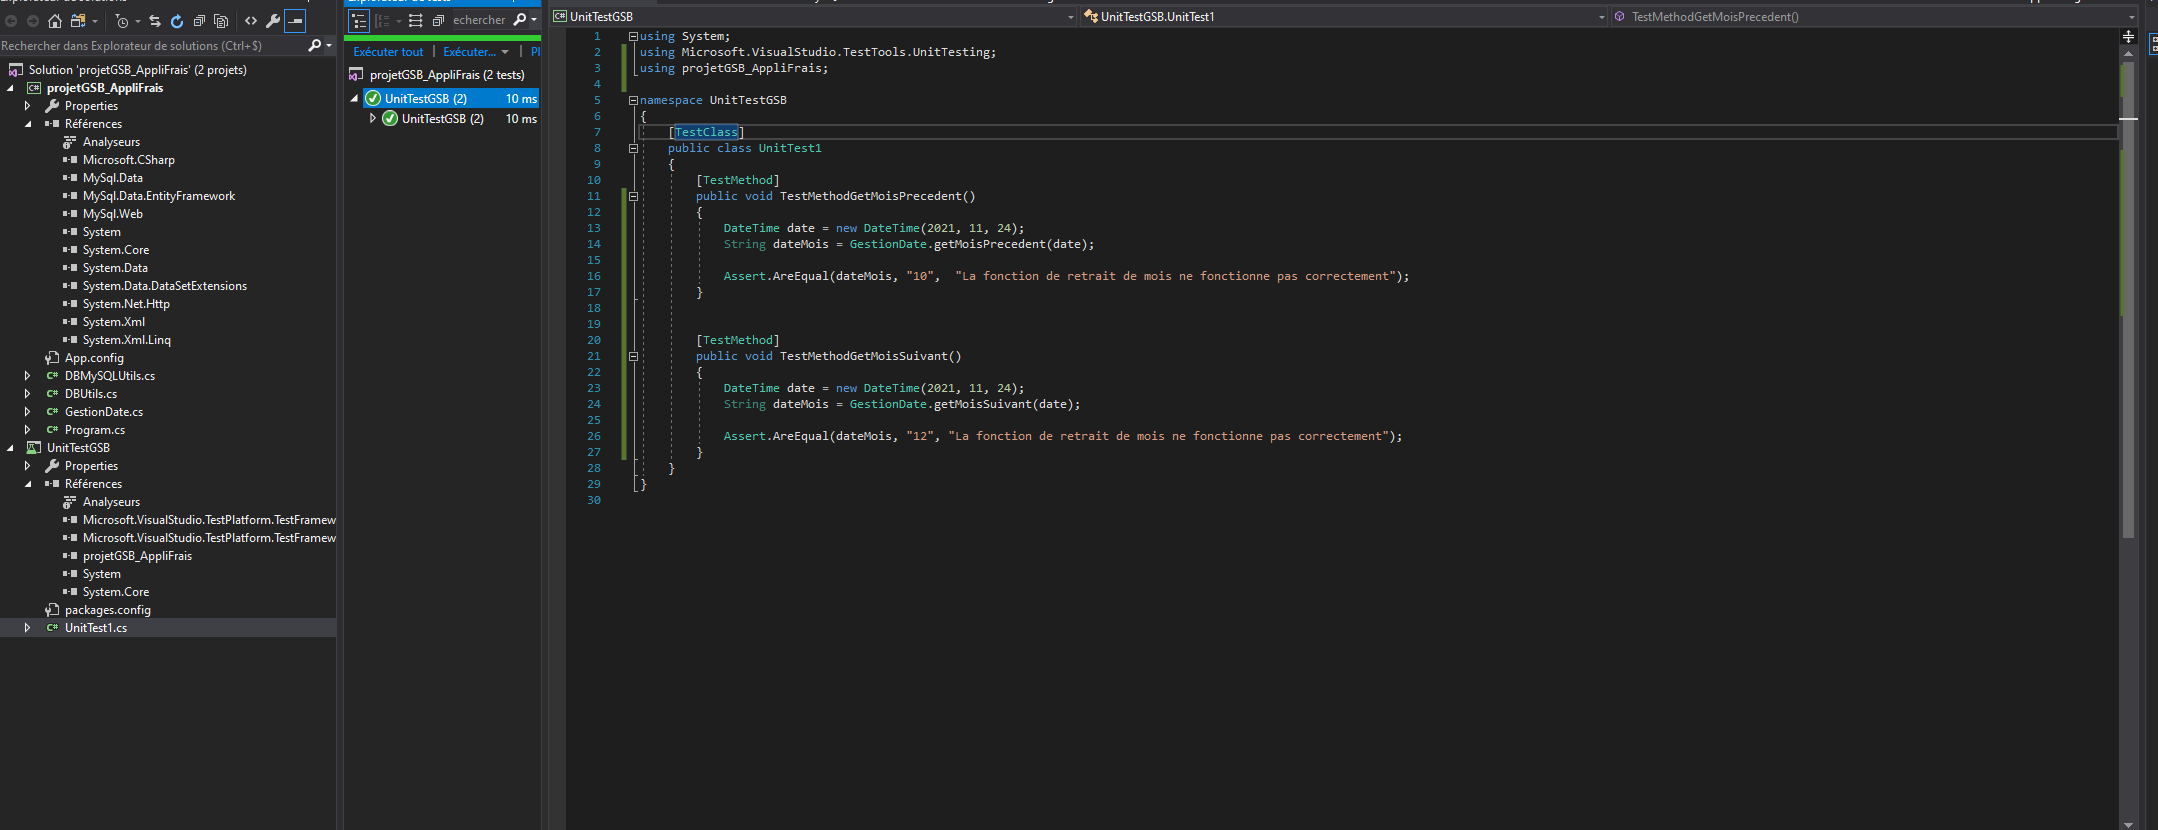 Rechercher dans Explorateur de solutions (Ctrl+$)
Solution 'projetGSB_AppliFrais' (2 projets)
projetGSB_AppliFrais
Properties
Références
Analyseurs
Microsoft.CSharp
MySql.Data
MySql.Data.EntityFramework
MySql.Web
System
System.Core
System.Data
System.Data.DataSetExtensions
System.Net.Http
System.Xml
System.Xml.Linq
App.config
DBMySQLUtils.cs
DBUtils.cs
GestionDate.cs
Program.cs
UnitTestGSB
Properties
Références
Analyseurs
Microsoft.VisualStudio.TestPlatform.TestFramew
Microsoft.VisualStudio.TestPlatform.TestFramew
projetGSB_AppliFrais
System
System.Core
packages.config
UnitTest1.cs
echercher
Exécuter tout | Exécuter... | Pl
projetGSB_AppliFrais (2 tests)
UnitTestGSB (2) 10 ms
UnitTestGSB (2) 10 ms
UnitTestGSB
UnitTestGSB.UnitTest1
TestMethodGetMoisPrecedent()
1 using System;
2 using Microsoft.VisualStudio.TestTools.UnitTesting;
3 using projetGSB_AppliFrais;
4
5 namespace UnitTestGSB
6 {
7 [TestClass]
8 public class UnitTest1
9 {
10 [TestMethod]
11 public void TestMethodGetMoisPrecedent()
12 {
13 DateTime date = new DateTime(2021, 11, 24);
14 String dateMois = GestionDate.getMoisPrecedent(date);
15
16 Assert.AreEqual(dateMois, "10",  "La fonction de retrait de mois ne fonctionne pas correctement");
17 }
18
19
20 [TestMethod]
21 public void TestMethodGetMoisSuivant()
22 {
23 DateTime date = new DateTime(2021, 11, 24);
24 String dateMois = GestionDate.getMoisSuivant(date);
25
26 Assert.AreEqual(dateMois, "12", "La fonction de retrait de mois ne fonctionne pas correctement");
27 }
28 }
29 }
30